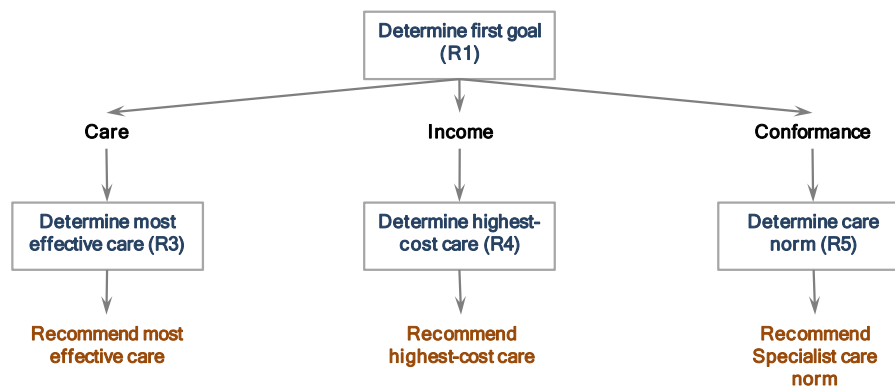 Determine first goal
(R1)
Care
Income
Conformance
Determine most
effective care (R3)
Determine highest-
cost care (R4)
Determine care
norm (R5)
Recommend most
effective care
Recommend
highest-cost care
Recommend
Specialist care
norm